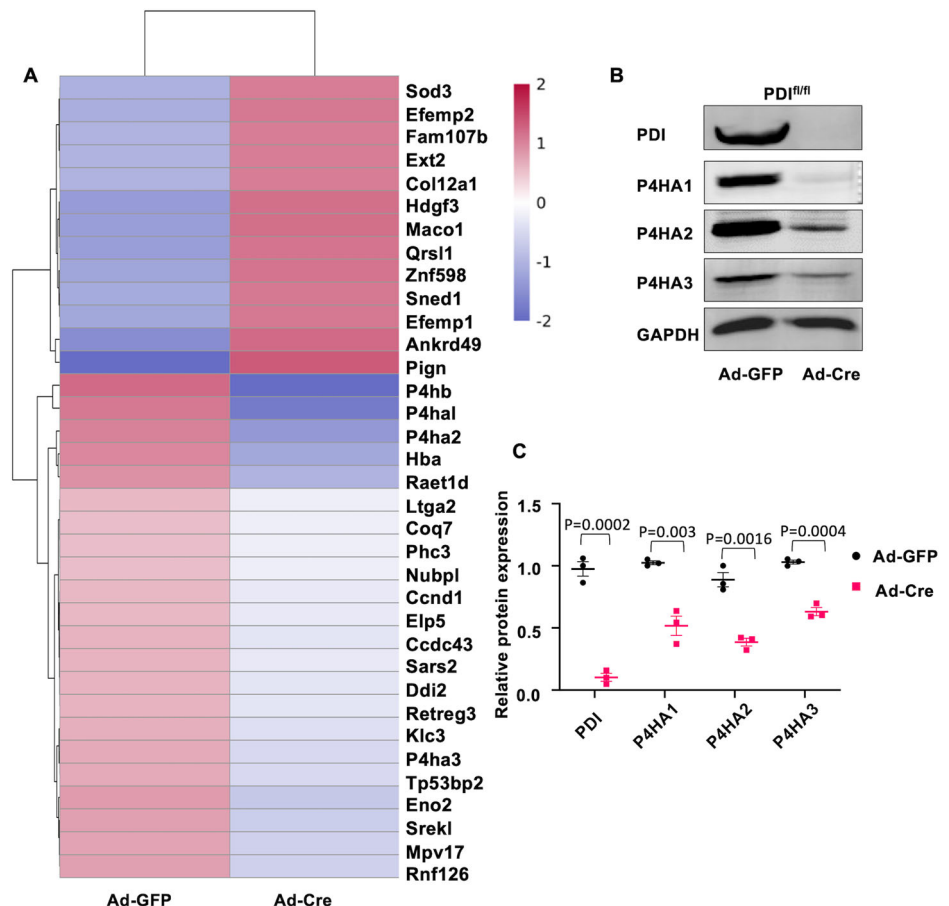 A
Sod3
Efemp2
Fam107b
Ext2
Col12a1
Hdgf3
Maco1
Qrsl1
Znf598
Sned1
Efemp1
Ankrd49
Pign
P4hb
P4hal
P4ha2
Hba
Raet1d
Ltga2
Coq7
Phc3
Nubpl
Ccnd1
Elp5
Ccdc43
Sars2
Ddi2
Retreg3
Klc3
P4ha3
Tp53bp2
Eno2
Srekl
Mpv17
Rnf126
Ad-GFP Ad-Cre
2
1
0
-1
-2
B
PDIfl/fl
PDI
P4HA1
P4HA2
P4HA3
GAPDH
Ad-GFP Ad-Cre
C
Relative protein expression
1.5
1.0
0.5
0.0
P=0.0002 P=0.003 P=0.0016 P=0.0004
PDI P4HA1 P4HA2 P4HA3
Ad-GFP
Ad-Cre